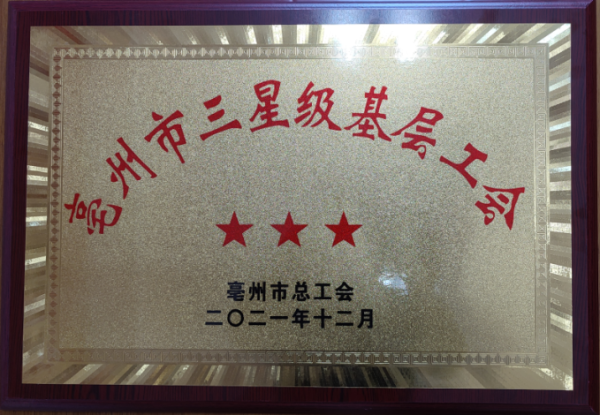 亳州市三星级基层工会
亳州市总工会
二〇二一年十二月